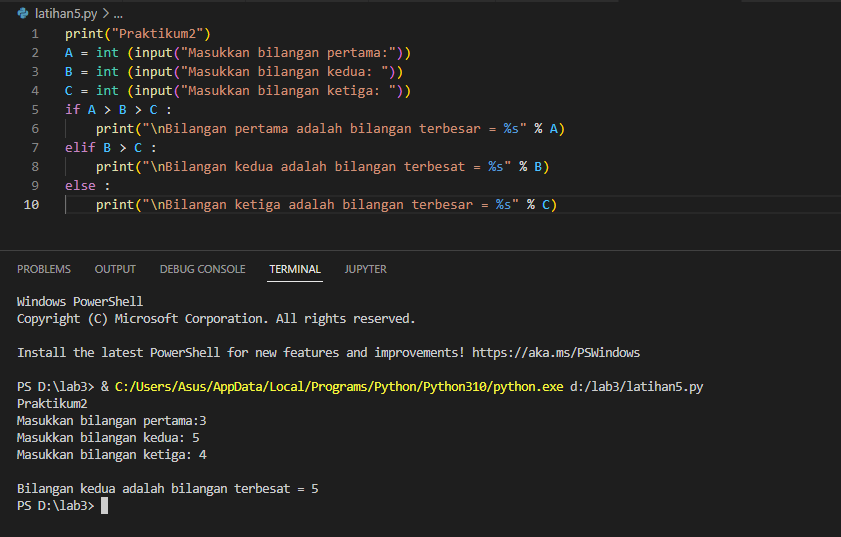 latihan5.py > ...
1 print("Praktikum2")
2 A = int (input("Masukkan bilangan pertama:"))
3 B = int (input("Masukkan bilangan kedua: "))
4 C = int (input("Masukkan bilangan ketiga: "))
5 if A > B > C :
6     print("\nBilangan pertama adalah bilangan terbesar = %s" % A)
7 elif B > C :
8     print("\nBilangan kedua adalah bilangan terbesat = %s" % B)
9 else :
10     print("\nBilangan ketiga adalah bilangan terbesar = %s" % C)
PROBLEMS OUTPUT DEBUG CONSOLE TERMINAL JUPYTER
Windows PowerShell
Copyright (C) Microsoft Corporation. All rights reserved.
Install the latest PowerShell for new features and improvements! https://aka.ms/PSWindows
PS D:\lab3> & C:/Users/Asus/AppData/Local/Programs/Python/Python310/python.exe d:/lab3/latihan5.py
Praktikum2
Masukkan bilangan pertama:3
Masukkan bilangan kedua: 5
Masukkan bilangan ketiga: 4
Bilangan kedua adalah bilangan terbesat = 5
PS D:\lab3>